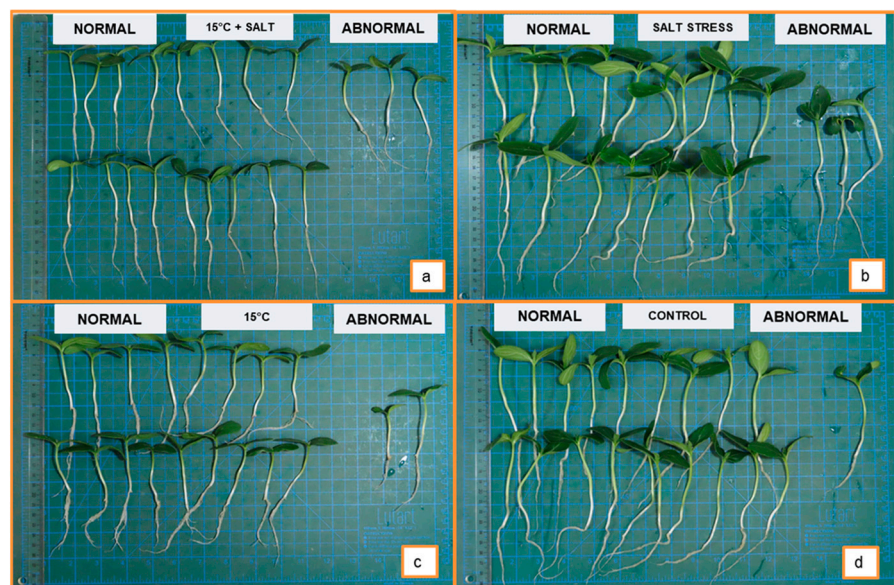 NORMAL 15°C + SALT ABNORMAL
a
NORMAL SALT STRESS ABNORMAL
b
NORMAL 15°C ABNORMAL
c
NORMAL CONTROL ABNORMAL
d